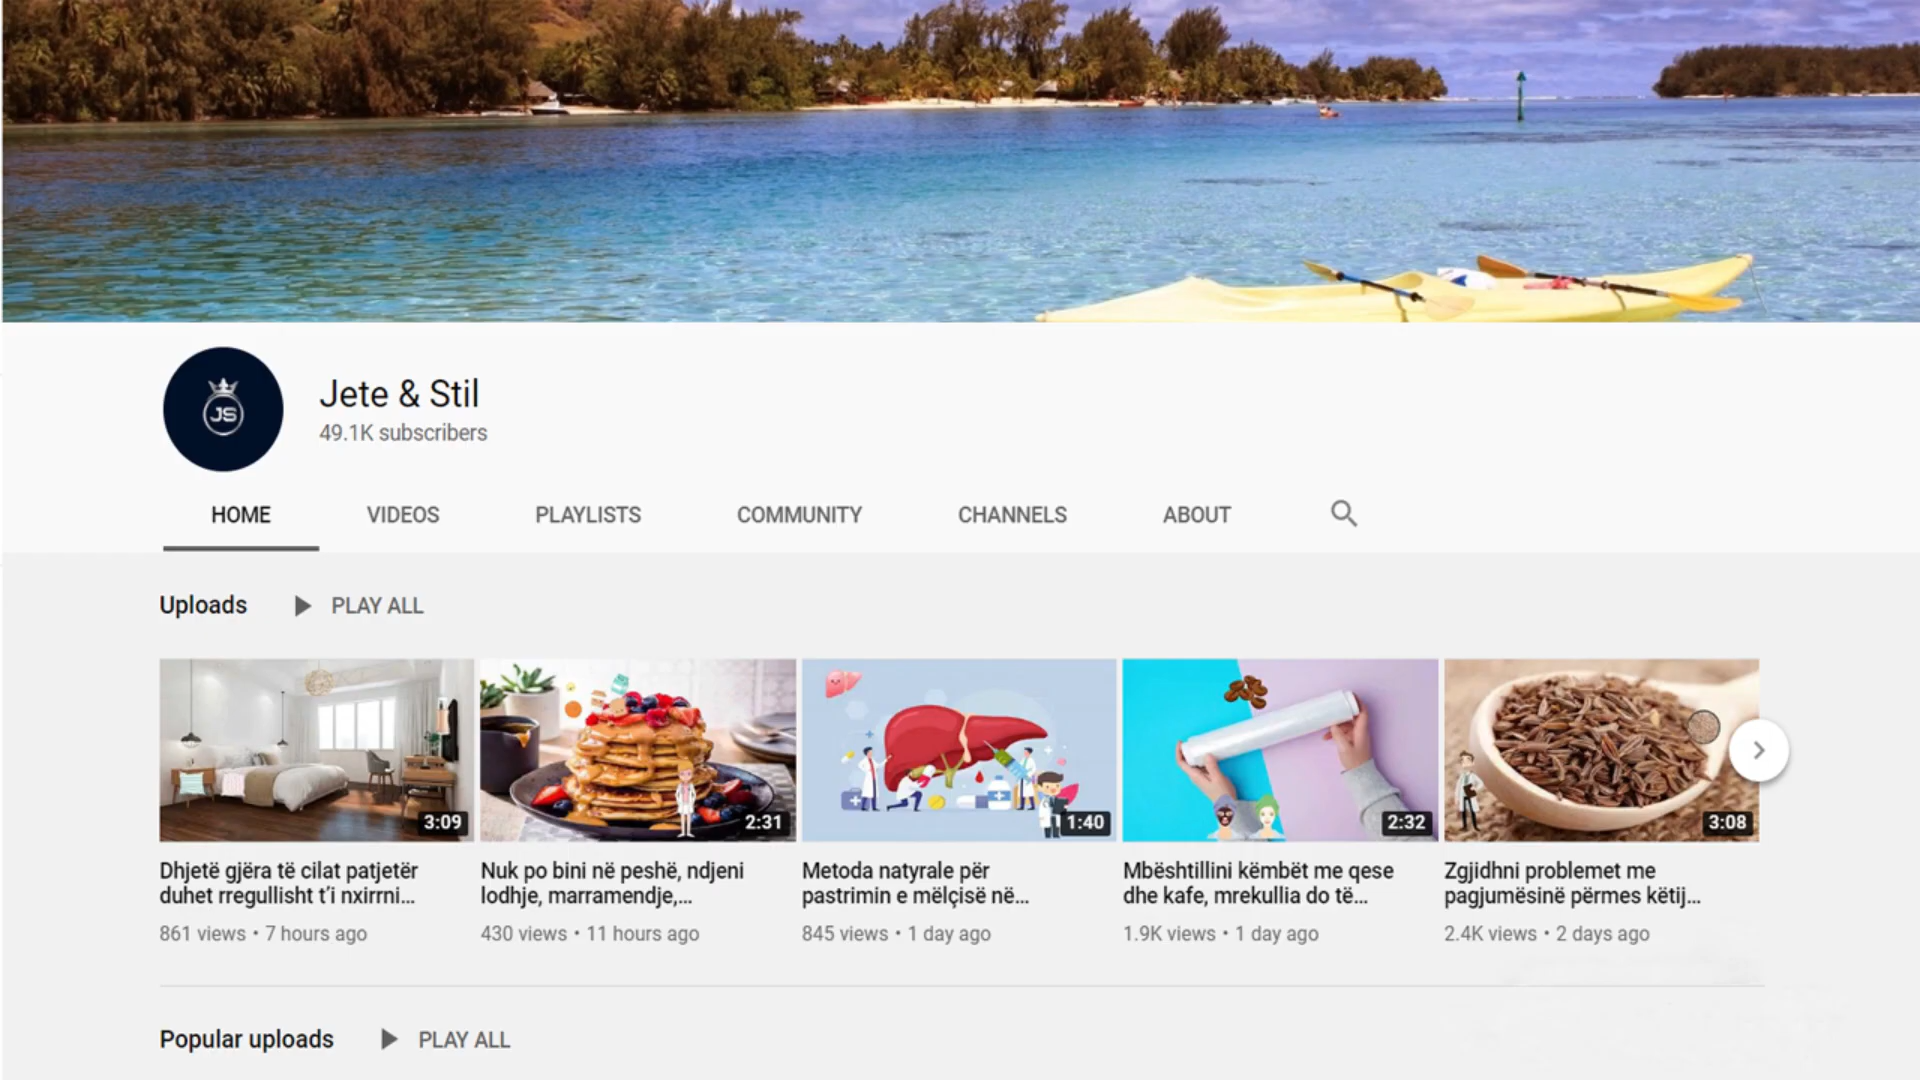 JS
Jete & Stil
49.1K subscribers
HOME VIDEOS PLAYLISTS COMMUNITY CHANNELS ABOUT
Uploads PLAY ALL
3:09 2:31 1:40 2:32 3:08
Dhjetë gjëra të cilat patjetër
duhet rregullisht t’i nxirrni...
861 views • 7 hours ago
Nuk po bini në peshë, ndjeni
lodhje, marramendje,...
430 views • 11 hours ago
Metoda natyrale për
pastrimin e mëlçisë në...
845 views • 1 day ago
Mbështillini këmbët me qese
dhe kafe, mrekullia do të...
1.9K views • 1 day ago
Zgjidhni problemet me
pagjumësinë përmes këtij...
2.4K views • 2 days ago
Popular uploads PLAY ALL